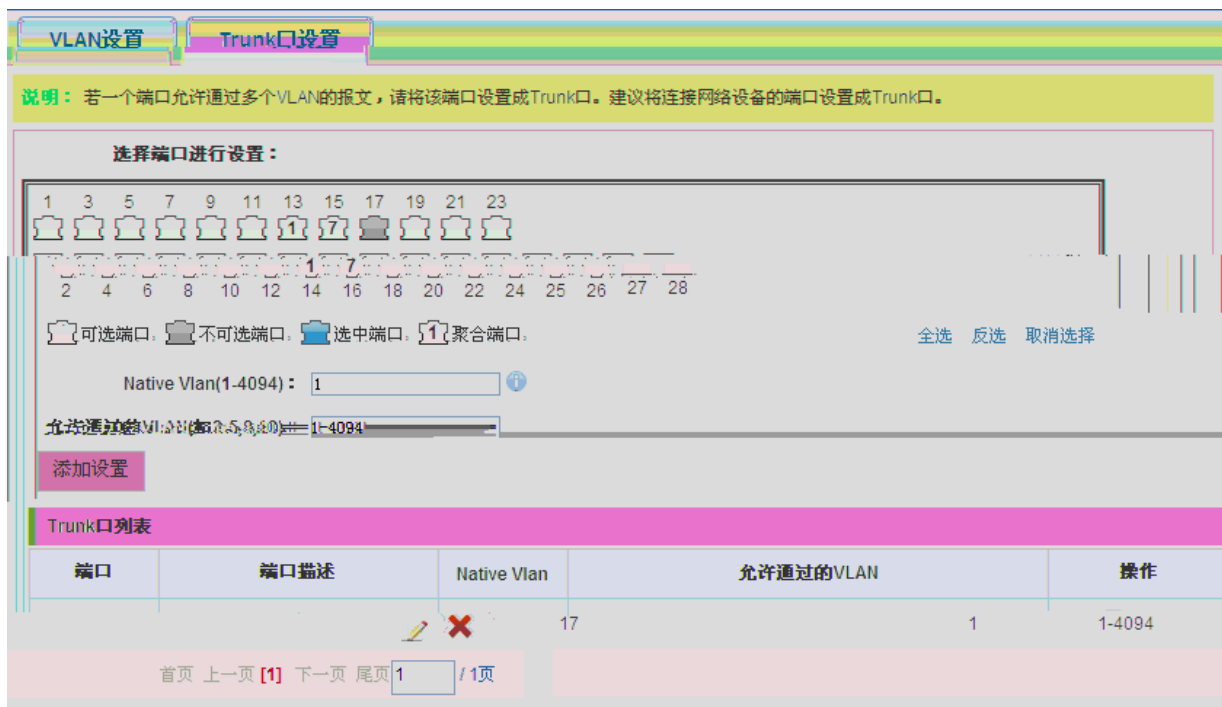 VLAN设置 Trunk口设置
说明： 若一个端口允许通过多个VLAN的报文，请将该端口设置成Trunk口。建议将连接网络设备的端口设置成Trunk口。
选择端口进行设置：
1 3 5 7 9 11 13 15 17 19 21 23
1 7
1 7
2 4 6 8 10 12 14 16 18 20 22 24 25 26 27 28
可选端口。 不可选端口。 选中端口。 1 聚合端口。 全选 反选 取消选择
Native Vlan(1-4094)： 1
允许通过的VLAN 1-4094
添加设置
Trunk口列表
端口 端口描述 Native Vlan 允许通过的VLAN 操作
17 1 1-4094
首页 上一页 [1] 下一页 尾页 1 / 1页